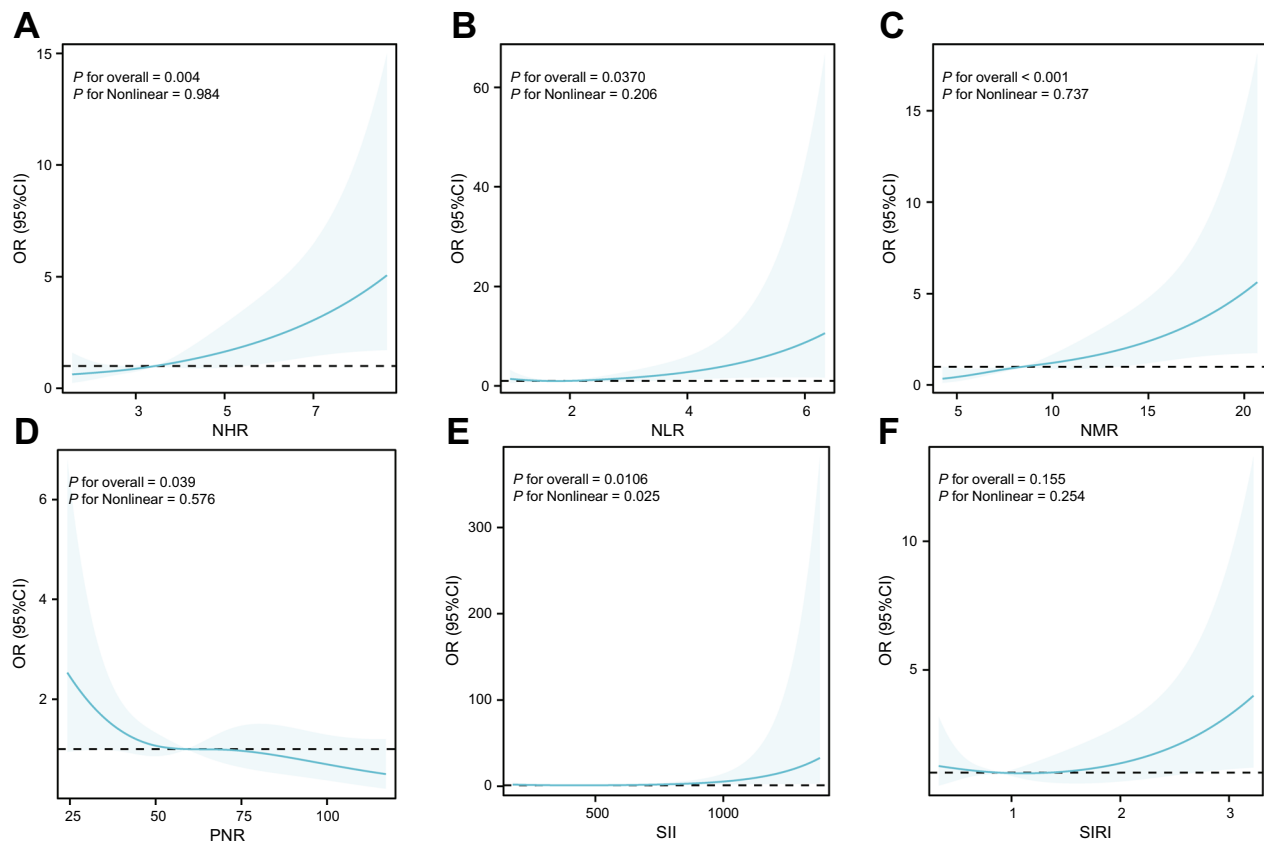 A
P for overall = 0.004
P for Nonlinear = 0.984
OR (95%CI)
15
10
5
0
3 5 7
NHR
B
P for overall = 0.0370
P for Nonlinear = 0.206
OR (95%CI)
60
40
20
0
2 4 6
NLR
C
P for overall < 0.001
P for Nonlinear = 0.737
OR (95%CI)
15
10
5
0
5 10 15 20
NMR
D
P for overall = 0.039
P for Nonlinear = 0.576
OR (95%CI)
6
4
2
25 50 75 100
PNR
E
P for overall = 0.0106
P for Nonlinear = 0.025
OR (95%CI)
300
200
100
0
500 1000
SII
F
P for overall = 0.155
P for Nonlinear = 0.254
OR (95%CI)
10
5
1 2 3
SIRI